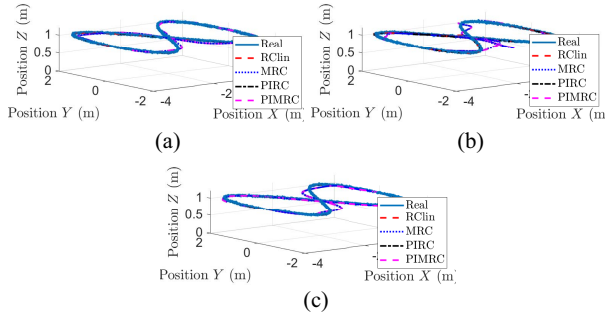 Position Z (m)
1
0.5
0
2
0
-2
-4
-2
Position Y (m)
Position X (m)
Real
RClin
MRC
PIRC
PIMRC
(a)
Position Z (m)
1
0.5
0
2
0
-2
-4
Position Y (m)
Position X (m
Real
RClin
MRC
PIRC
PIMRC
(b)
Position Z (m)
1
0.5
0
2
0
-2
-4
Position Y (m)
Position X (m
Real
RClin
MRC
PIRC
PIMRC
(c)